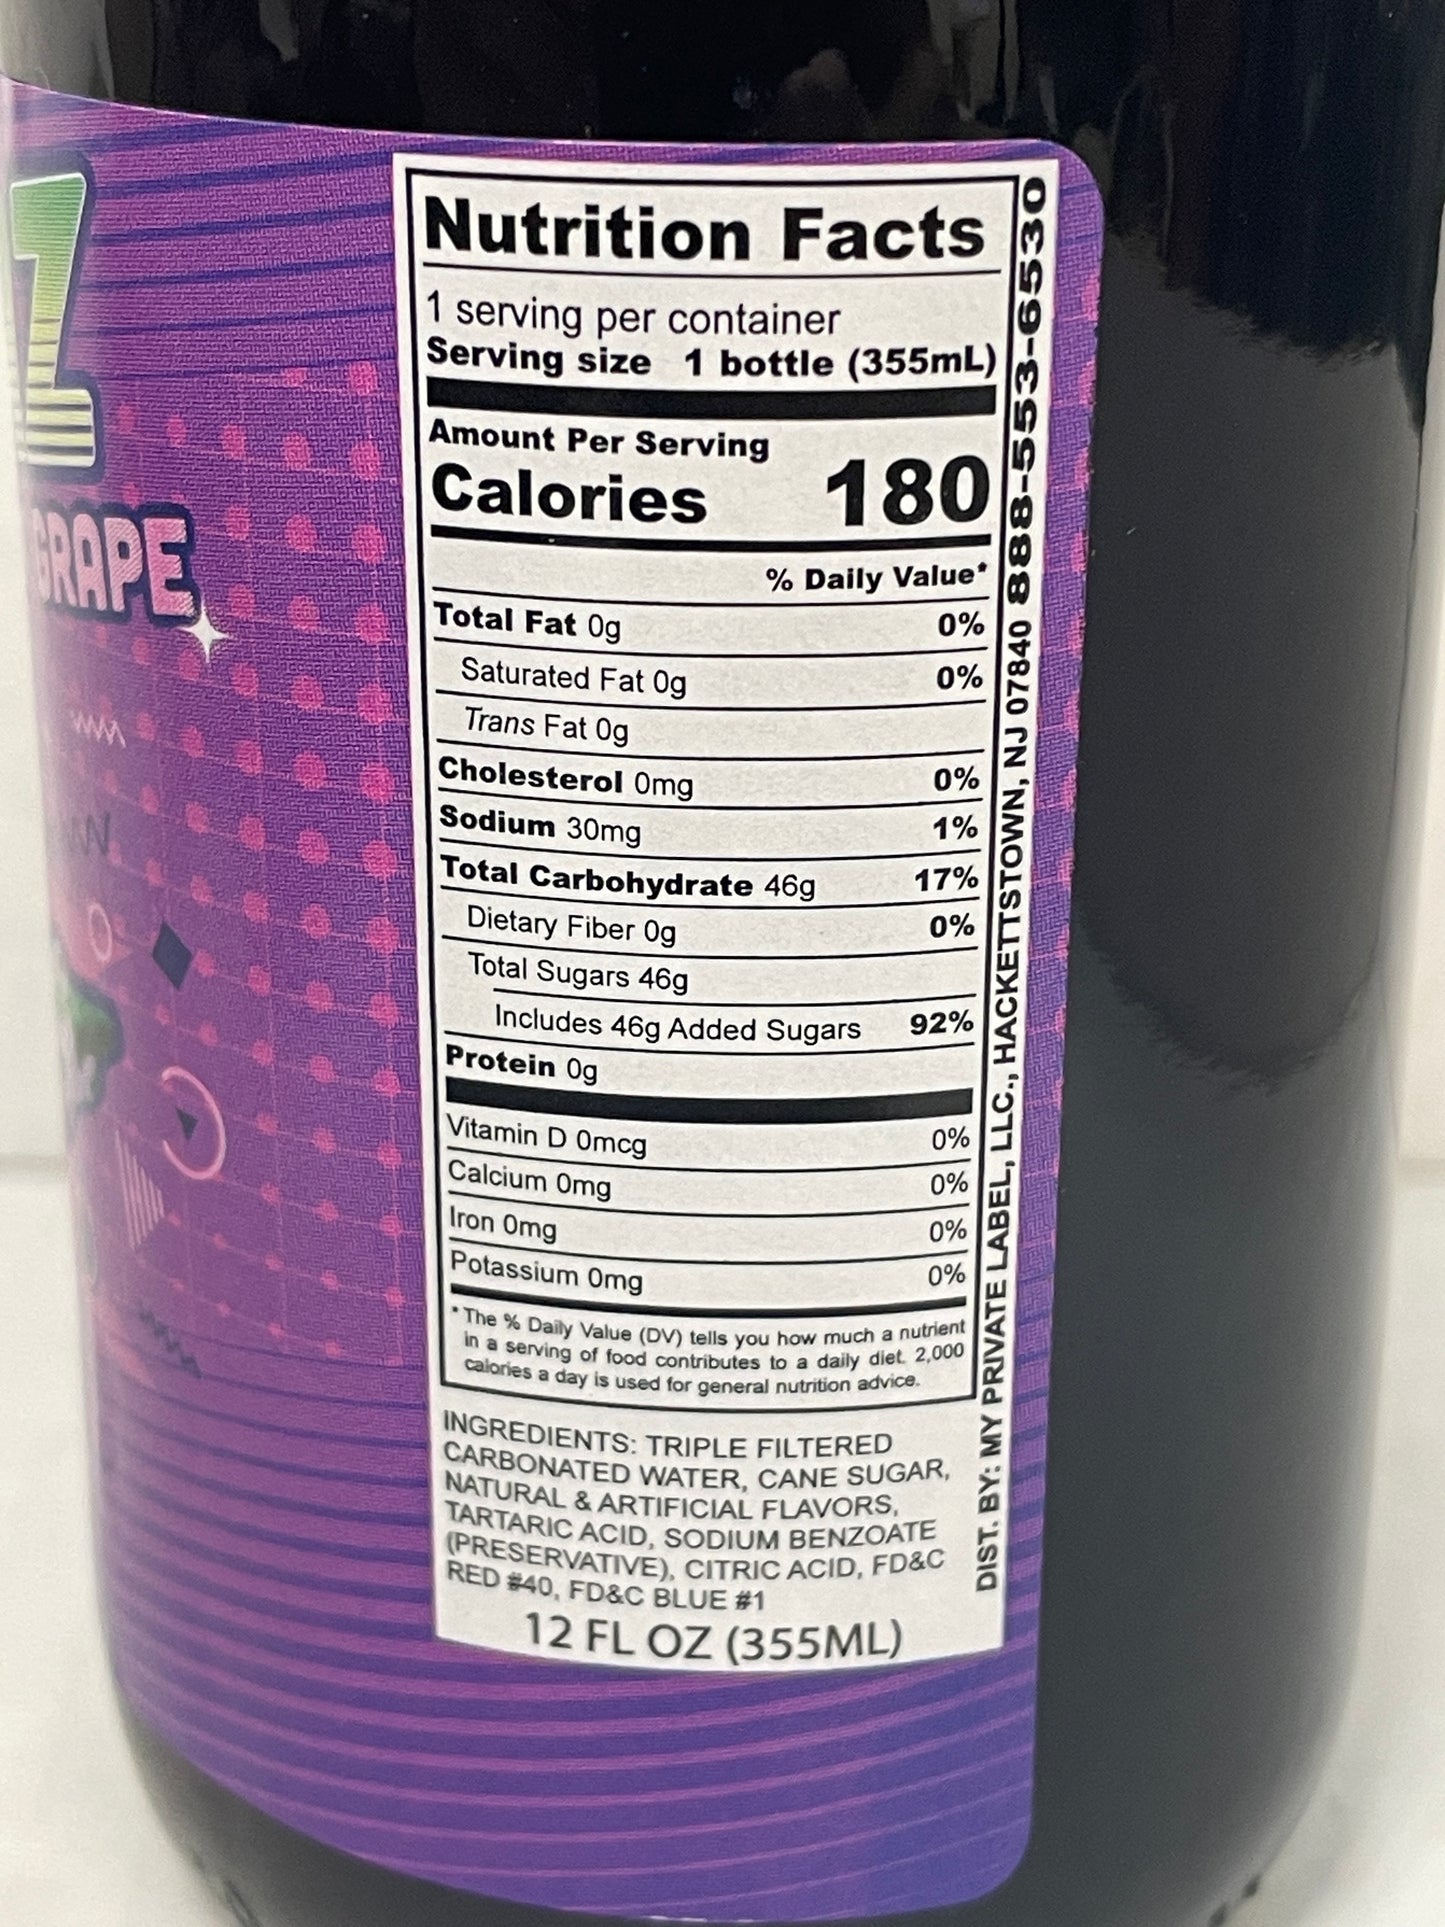 Z
GRAPE
Nutrition Facts
1 serving per container
Serving size 1 bottle (355mL)
Amount Per Serving
Calories 180
% Daily Value*
Total Fat 0g 0%
Saturated Fat 0g 0%
Trans Fat 0g
Cholesterol 0mg 0%
Sodium 30mg 1%
Total Carbohydrate 46g 17%
Dietary Fiber 0g 0%
Total Sugars 46g
Includes 46g Added Sugars 92%
Protein 0g
Vitamin D 0mcg 0%
Calcium 0mg 0%
Iron 0mg 0%
Potassium 0mg 0%
*The % Daily Value (DV) tells you how much a nutrient
in a serving of food contributes to a daily diet. 2,000
calories a day is used for general nutrition advice.
INGREDIENTS: TRIPLE FILTERED
CARBONATED WATER, CANE SUGAR,
NATURAL & ARTIFICIAL FLAVORS,
TARTARIC ACID, SODIUM BENZOATE
(PRESERVATIVE), CITRIC ACID, FD&C
RED #40, FD&C BLUE #1
12 FL OZ (355ML)
DIST. BY: MY PRIVATE LABEL, LLC., HACKETTSTOWN, NJ 07840 888-553-6530